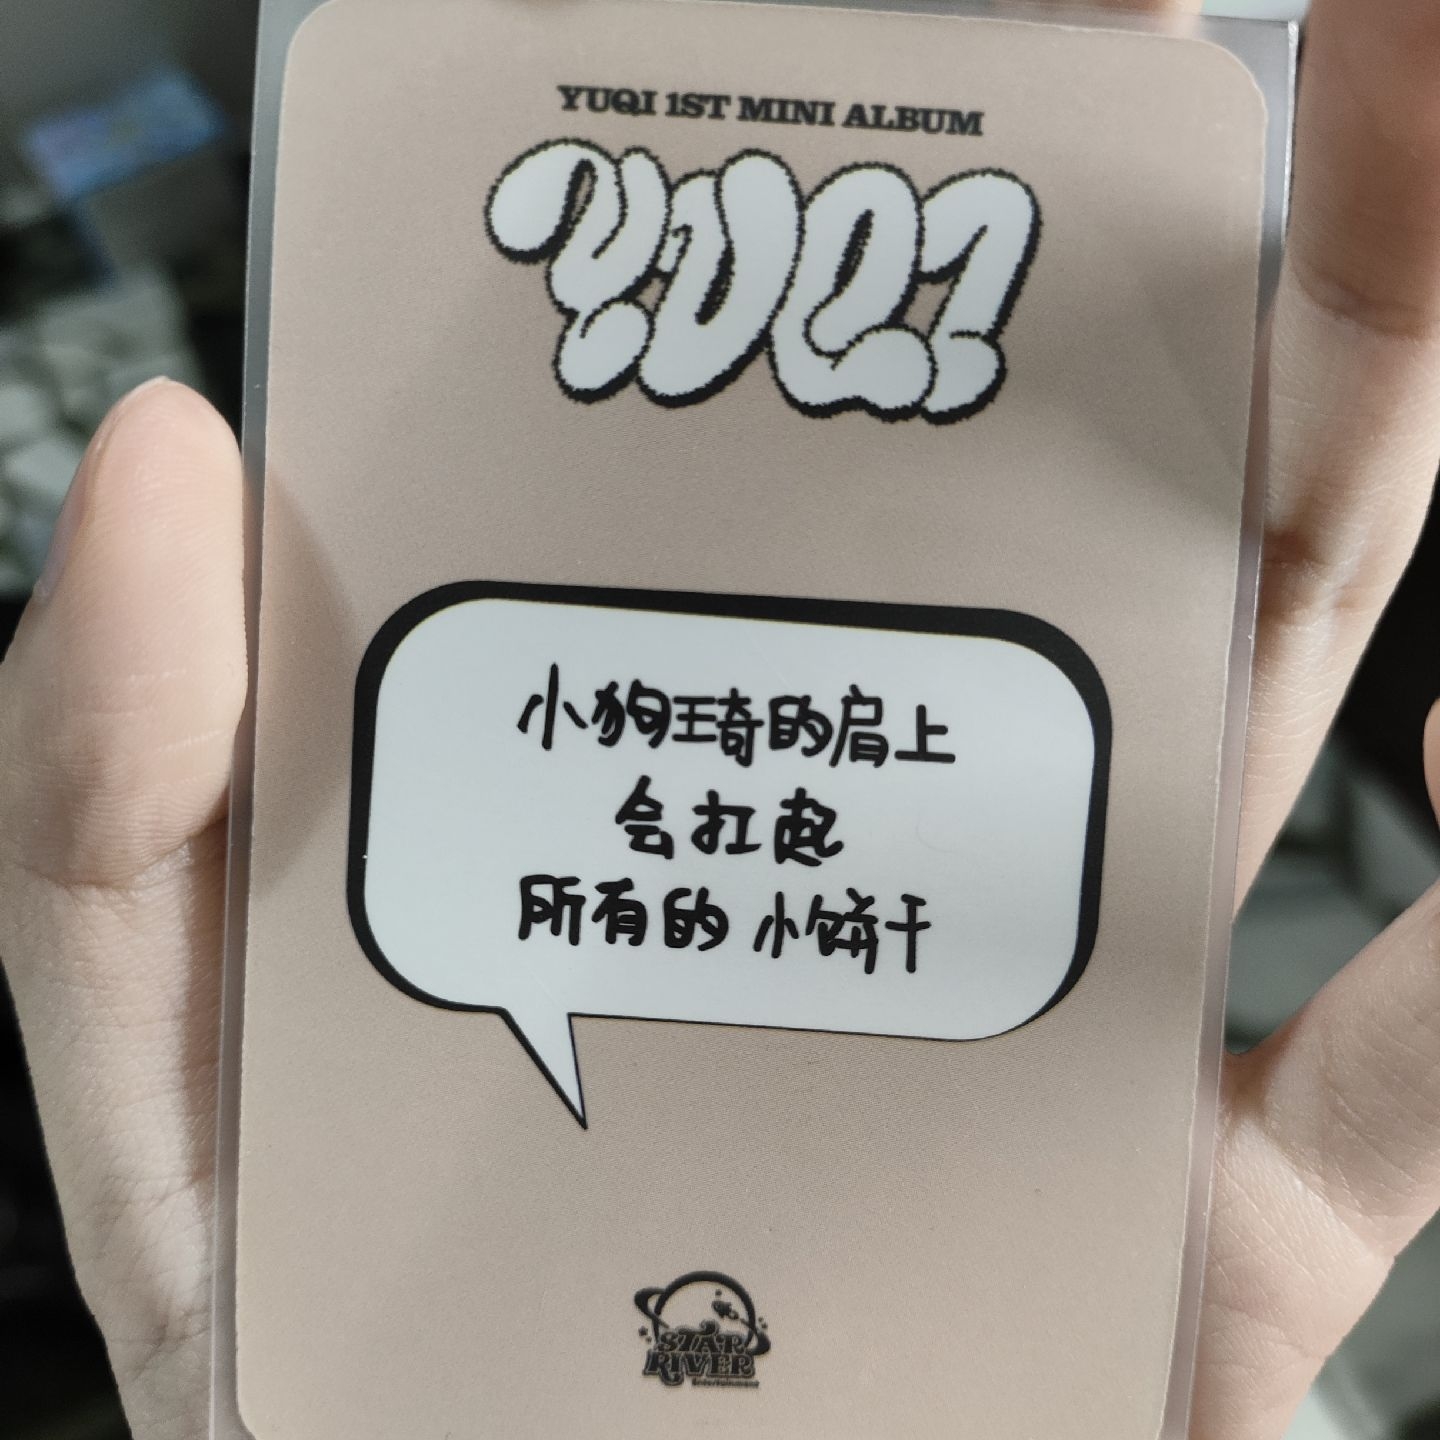 YUQI 1ST MINI ALBUM
YUQ1
小狗琦的肩上
会扛起
所有的 小饼干
STAR
RIVER
Entertainment